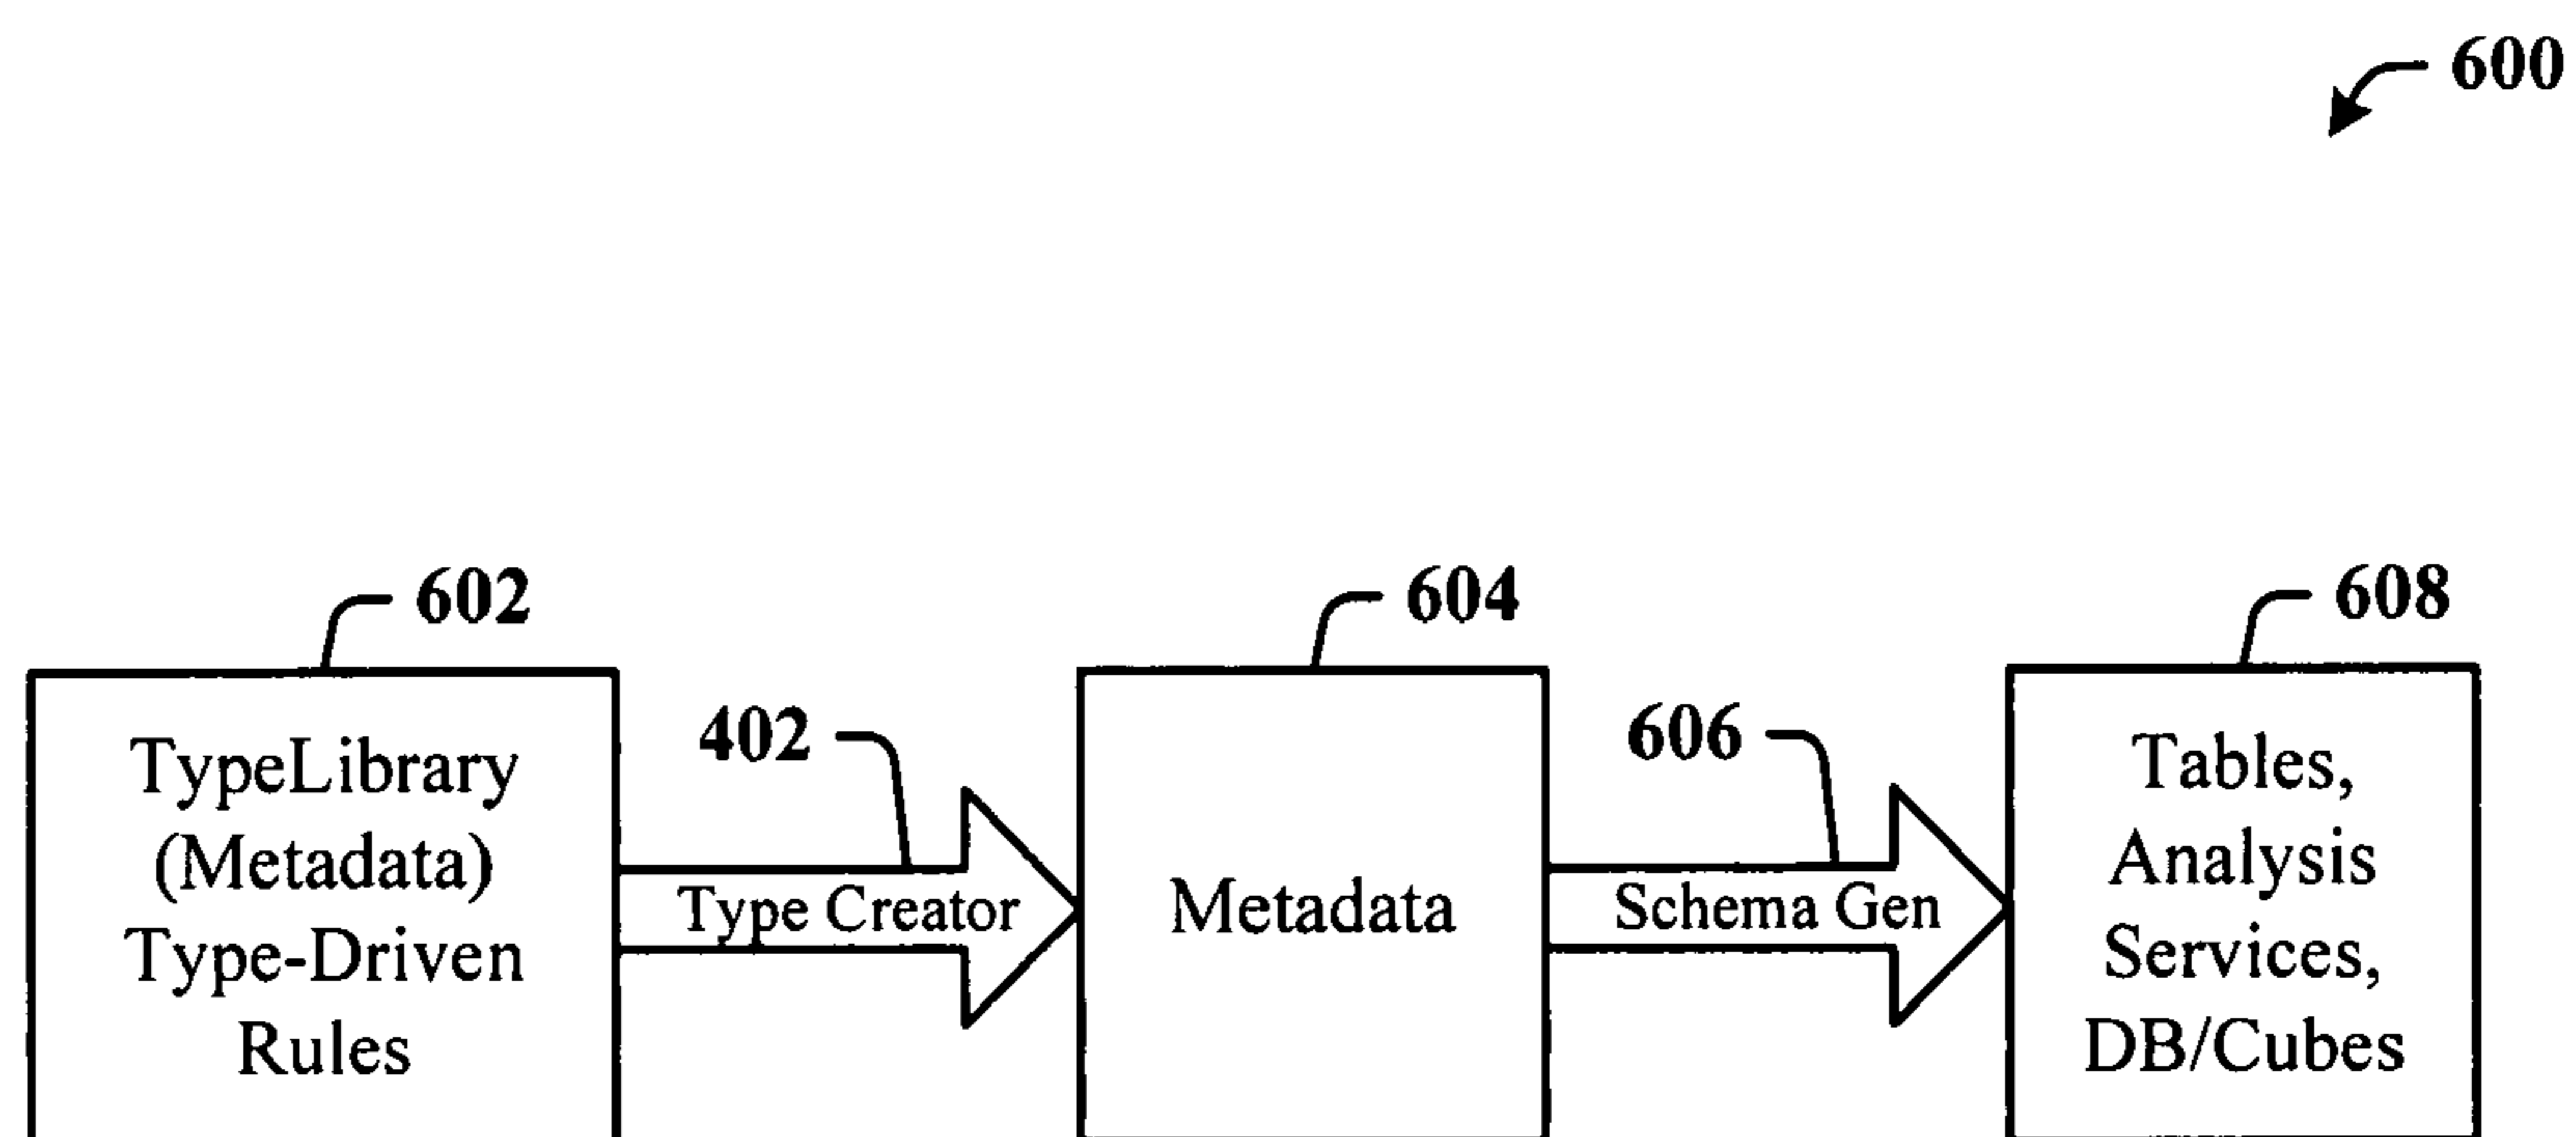 600
602
604
608
402
606
TypeLibrary
(Metadata)
Type-Driven
Rules
Type Creator
Metadata
Schema Gen
Tables,
Analysis
Services,
DB/Cubes